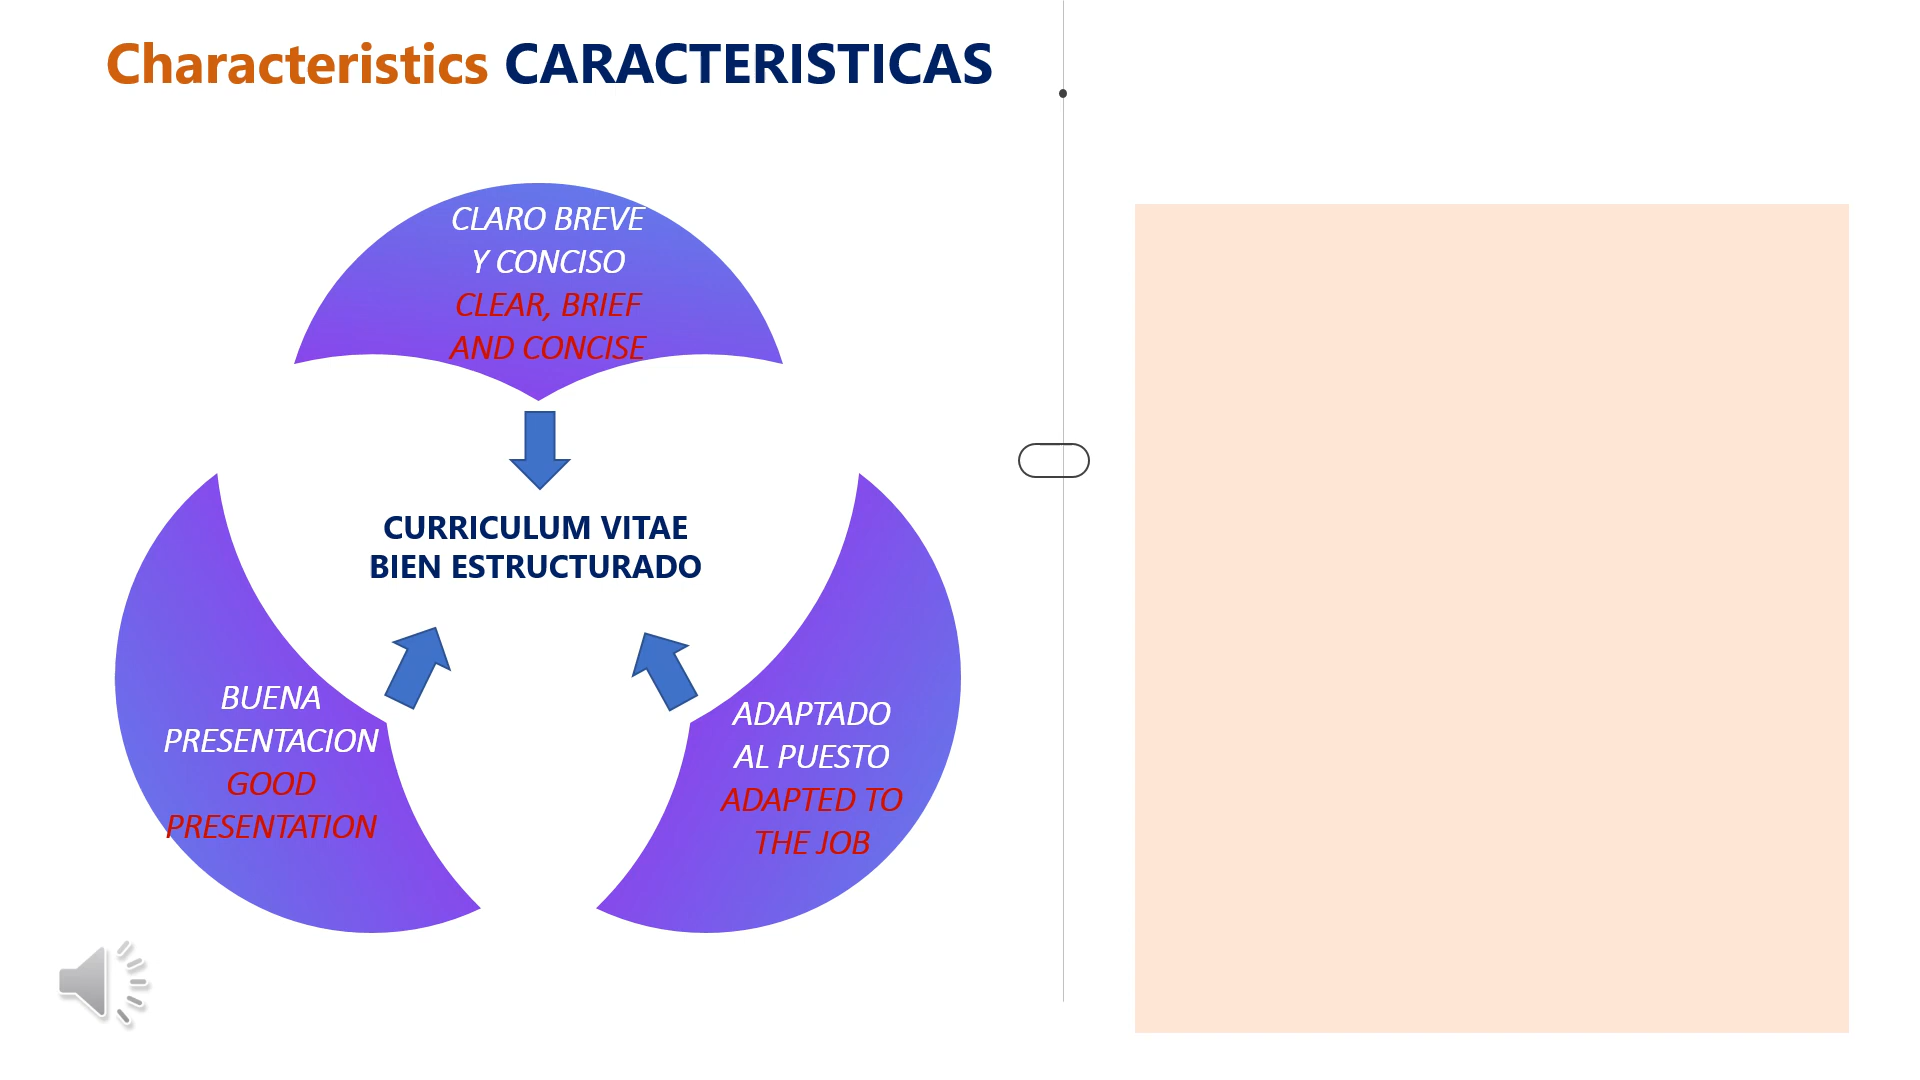 Characteristics CARACTERISTICAS
CLARO BREVE
Y CONCISO
CLEAR, BRIEF
AND CONCISE
CURRICULUM VITAE
BIEN ESTRUCTURADO
BUENA
PRESENTACION
GOOD
PRESENTATION
ADAPTADO
AL PUESTO
ADAPTED TO
THE JOB